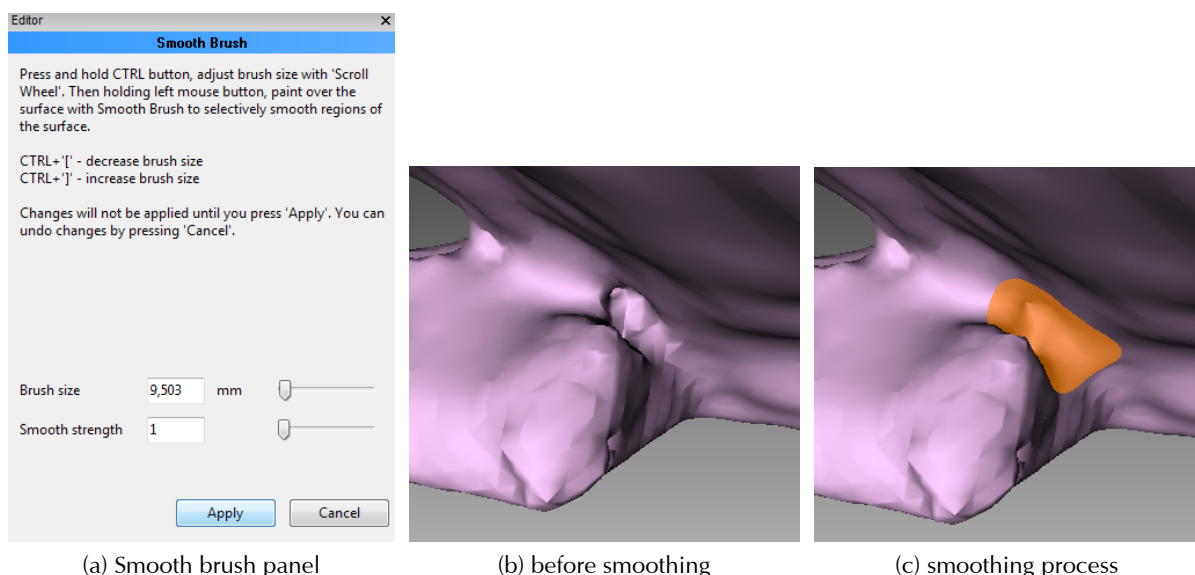 Editor
Smooth Brush
Press and hold CTRL button, adjust brush size with 'Scroll
Wheel'. Then holding left mouse button, paint over the
surface with Smooth Brush to selectively smooth regions of
the surface.
CTRL+'[' - decrease brush size
CTRL+']' - increase brush size
Changes will not be applied until you press 'Apply'. You can
undo changes by pressing 'Cancel'.
Brush size 9,503 mm
Smooth strength 1
Apply Cancel
(a) Smooth brush panel (b) before smoothing (c) smoothing process